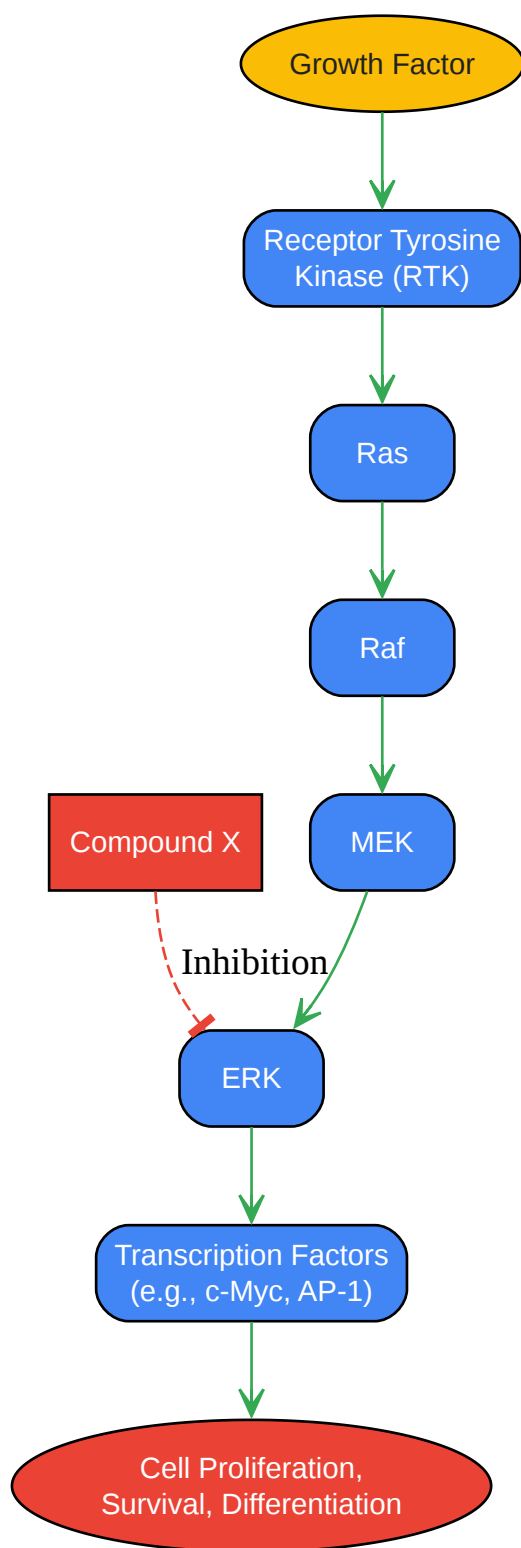 Growth Factor
Receptor Tyrosine
Kinase (RTK)
Ras
Raf
Compound X
MEK
Inhibition
ERK
Transcription Factors
(e.g., c-Myc, AP-1)
Cell Proliferation,
Survival, Differentiation